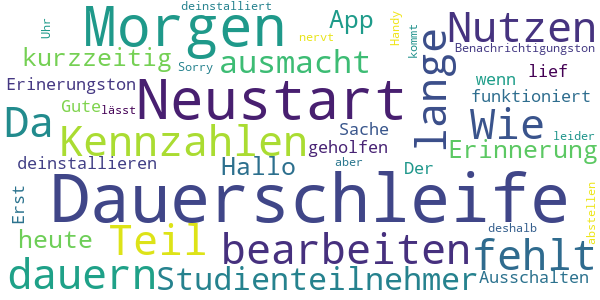 deinstalliert
Uhr
Morgen
nervt
App
Handy
kommt
Nutzen
Benachrichtigungston
kurzzeitig
Sorry
ausmacht
lange
wenn
lief
Erinerungston
Gute
lässt
Neustart
funktioniert
Da
Kennzahlen
Sache
geholfen
Wie
leider
Erinnerung
deinstallieren
Hallo
aber
Der
Erst
Dauerschleife
abstellen
heute
Teil
bearbeiten
deshalb
fehlt
dauern
Studienteilnehmer
Ausschalten